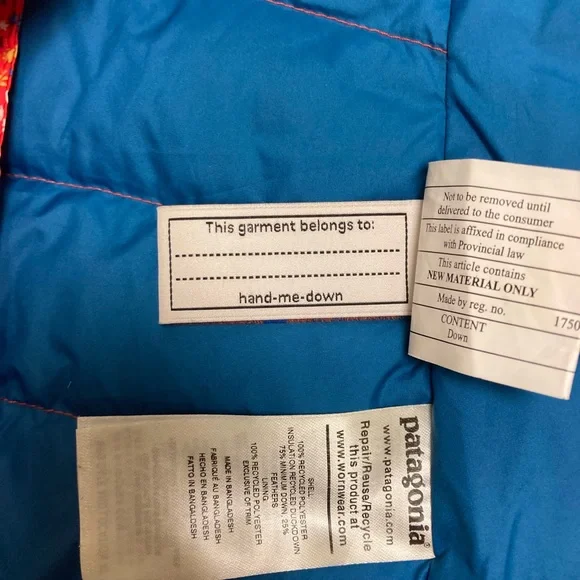 This garment belongs to:
hand-me-down
Not to be removed until
delivered to the consumer
This label is affixed in compliance
with Provincial law
This article contains
NEW MATERIAL ONLY
Made by reg. no.
1750
CONTENT
Down
patagonia®
www.patagonia.com
Repair/Reuse/Recycle
this product at
www.wornwear.com
SHELL
100% RECYCLED POLYESTER
INSULATION RECYCLED DUCKDOWN
75% MINIMUM DOWN, 25%
FEATHERS
LINING
100% RECYCLED POLYESTER
EXCLUSIVE OF TRIM
MADE IN BANGLADESH
FABRIQUÉ AU BANGLADESH
HECHO EN BANGLADESH
FATTO IN BANGLADESH